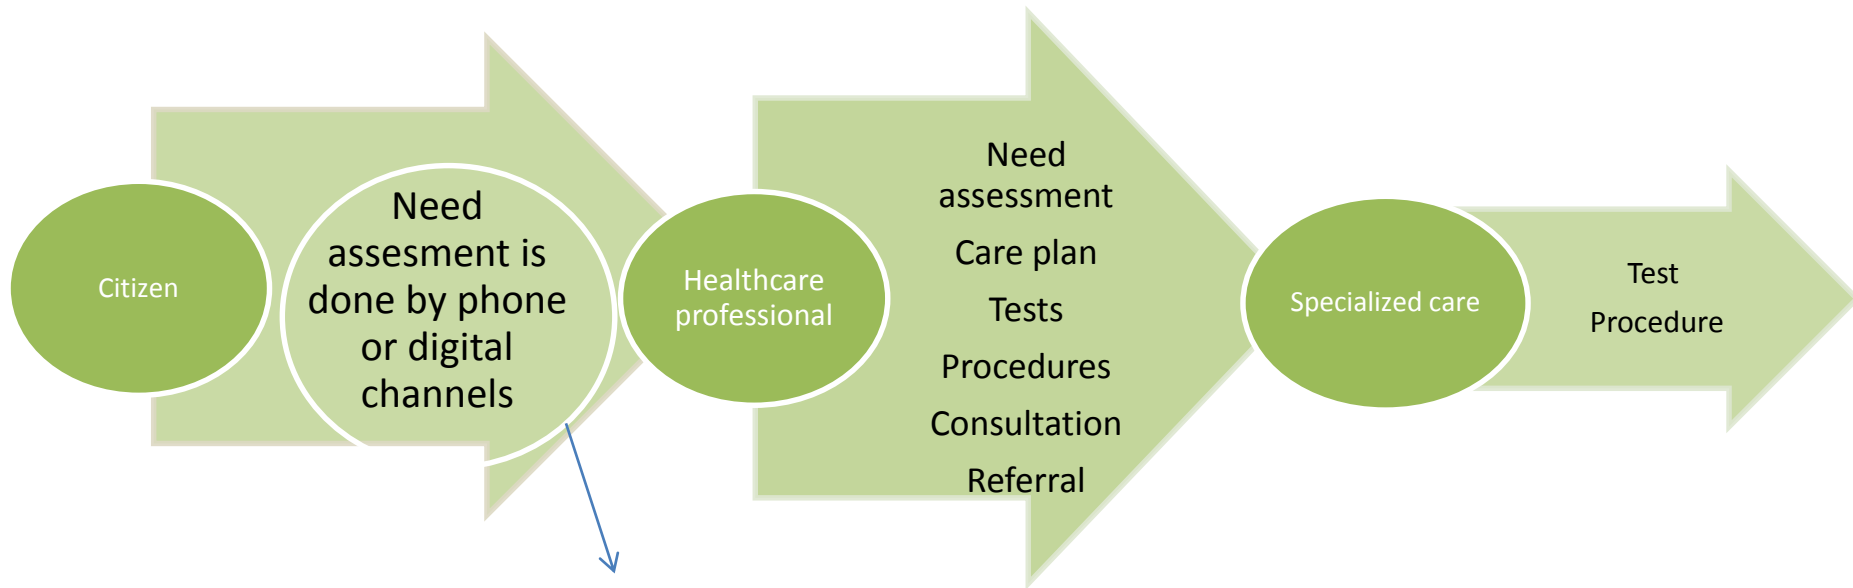 Citizen
Need
assesment is
done by phone
or digital
channels
Healthcare
professional
Need
assessment
Care plan
Tests
Procedures
Consultation
Referral
Specialized care
Test
Procedure